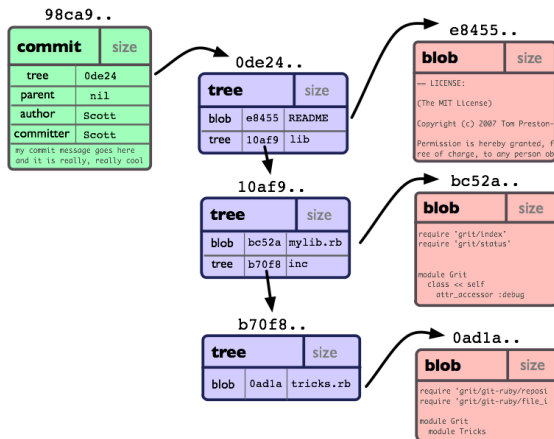 98ca9..
commit size
tree 0de24
parent nil
author Scott
committer Scott
my commit message goes here
and it is really, really cool
0de24..
tree size
blob e8455 README
tree 10af9 lib
10af9..
tree size
blob bc52a mylib.rb
tree b70f8 inc
b70f8..
tree size
blob 0ad1a tricks.rb
e8455..
blob size
-- LICENSE:
(The MIT License)
Copyright (c) 2007 Tom Preston-
Permission is hereby granted, f
ree of charge, to any person ob
bc52a..
blob size
require 'grit/index'
require 'grit/status'
module Grit
class << self
attr_accessor :debug
0ad1a..
blob size
require 'grit/git-ruby/reposi
require 'grit/git-ruby/file_i
module Grit
module Tricks